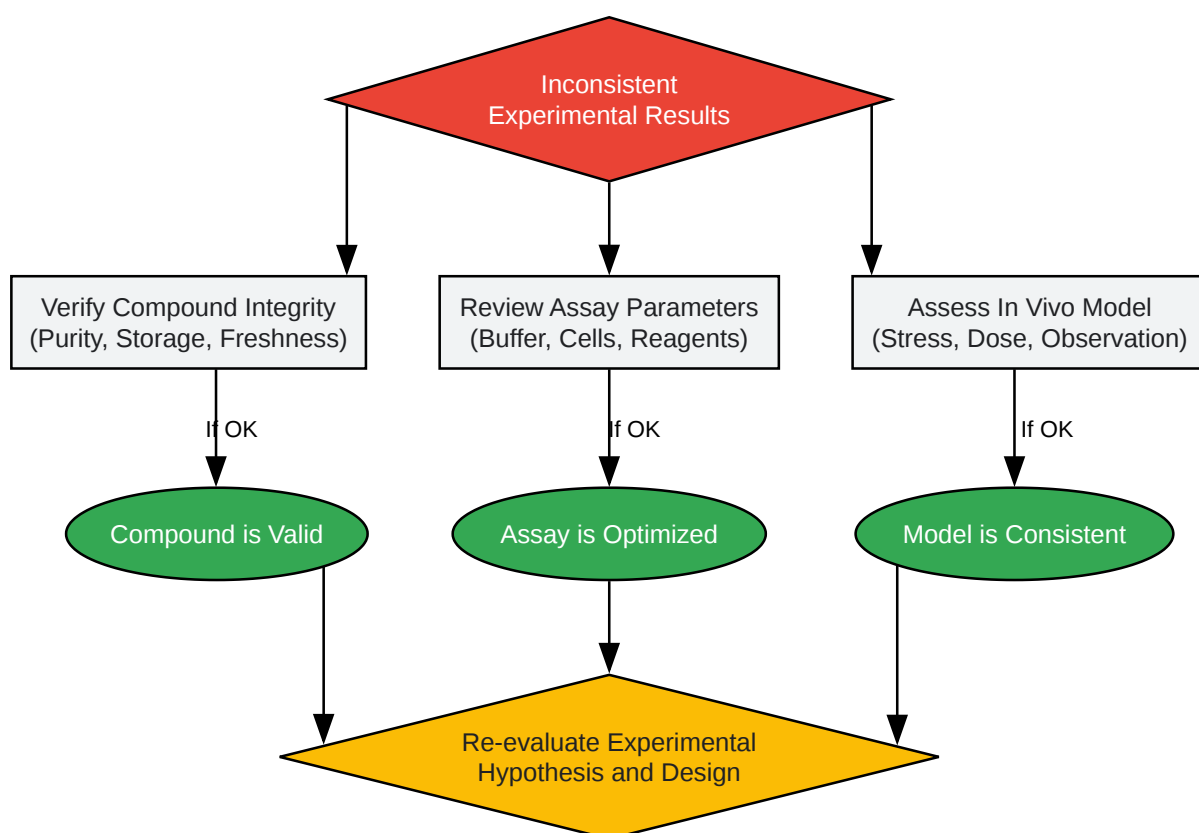 Inconsistent
Experimental Results
Verify Compound Integrity
(Purity, Storage, Freshness)
Review Assay Parameters
(Buffer, Cells, Reagents)
Assess In Vivo Model
(Stress, Dose, Observation)
If OK
If OK
If OK
Compound is Valid
Assay is Optimized
Model is Consistent
Re-evaluate Experimental
Hypothesis and Design